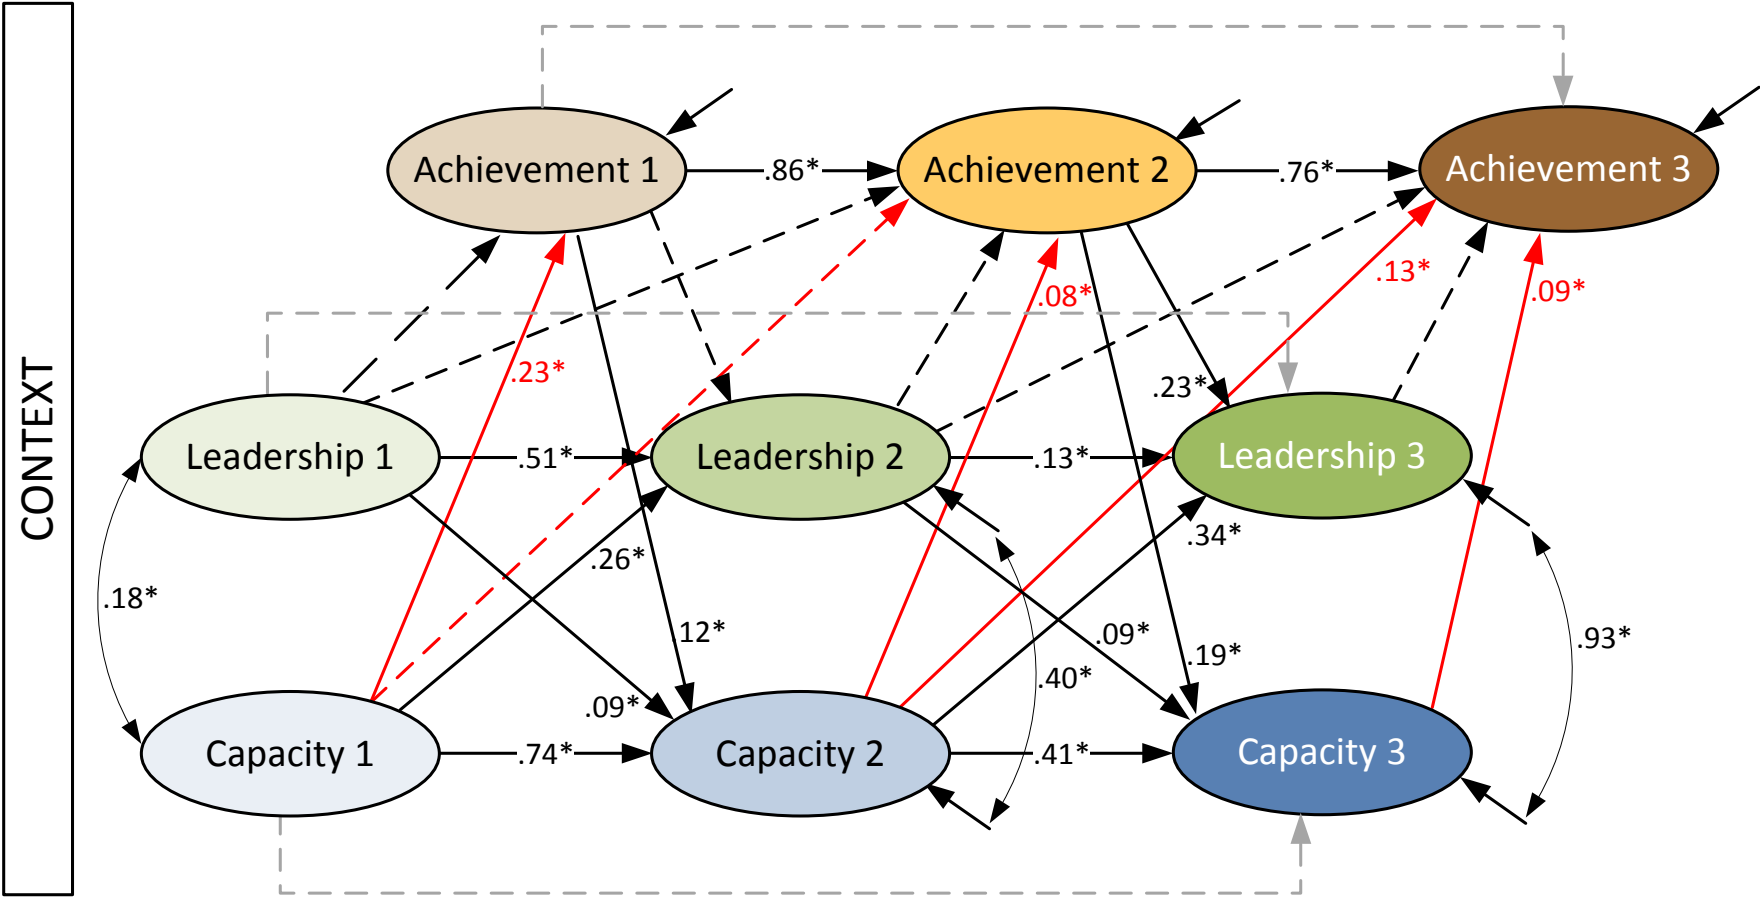 CONTEXT
Achievement 1
.86*
Achievement 2
.76*
Achievement 3
.23*
.08*
.13*
.09*
Leadership 1
.51*
Leadership 2
.13*
.23*
Leadership 3
.18*
.26*
.34*
.09*
.12*
.40*
.09*
.19*
.93*
Capacity 1
.74*
Capacity 2
.41*
Capacity 3